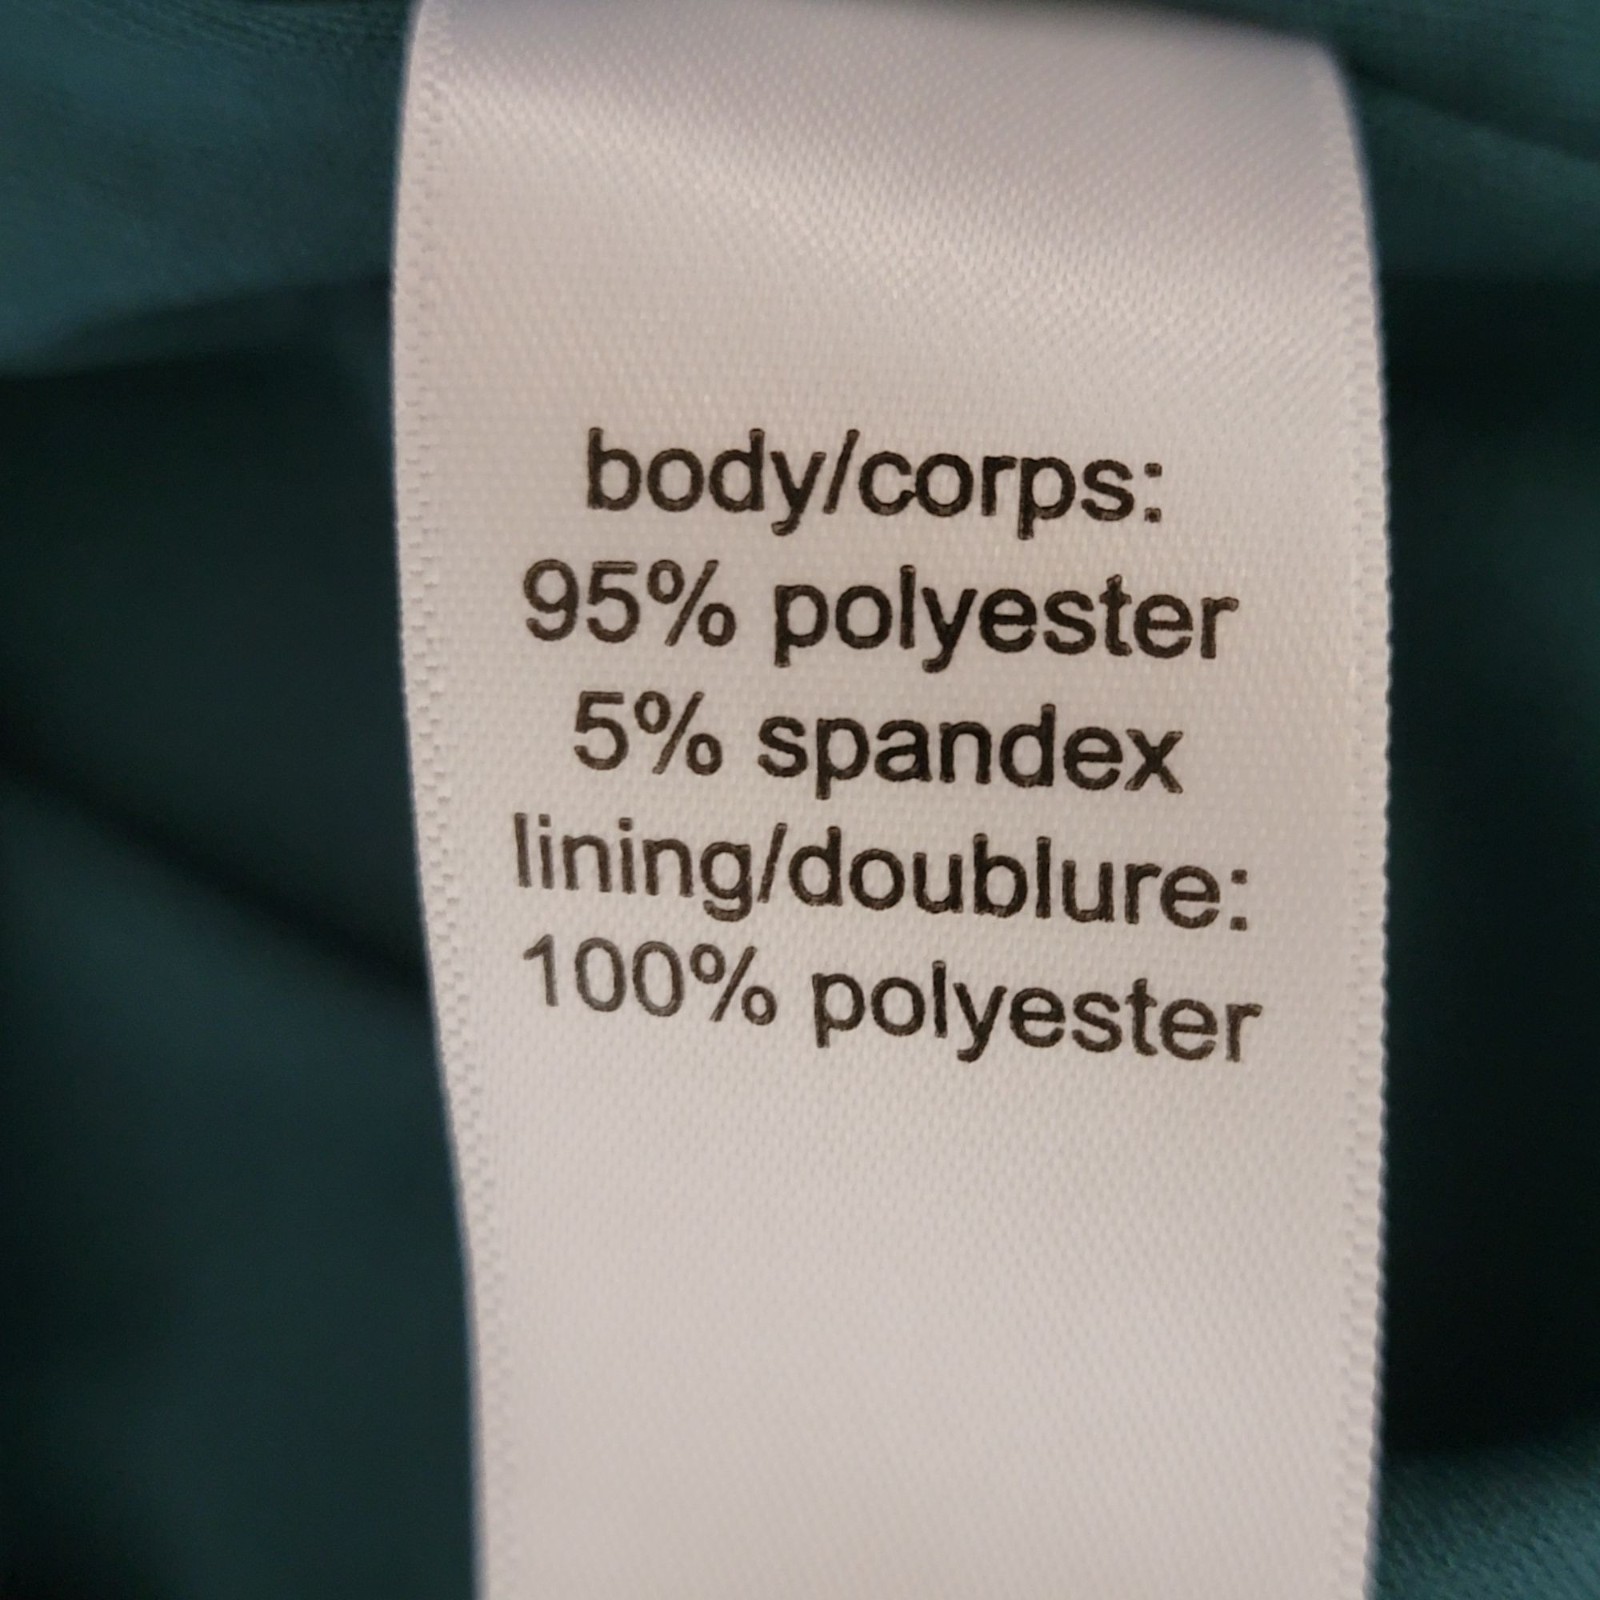 body/corps:
95% polyester
5% spandex
lining/doublure:
100% polyester